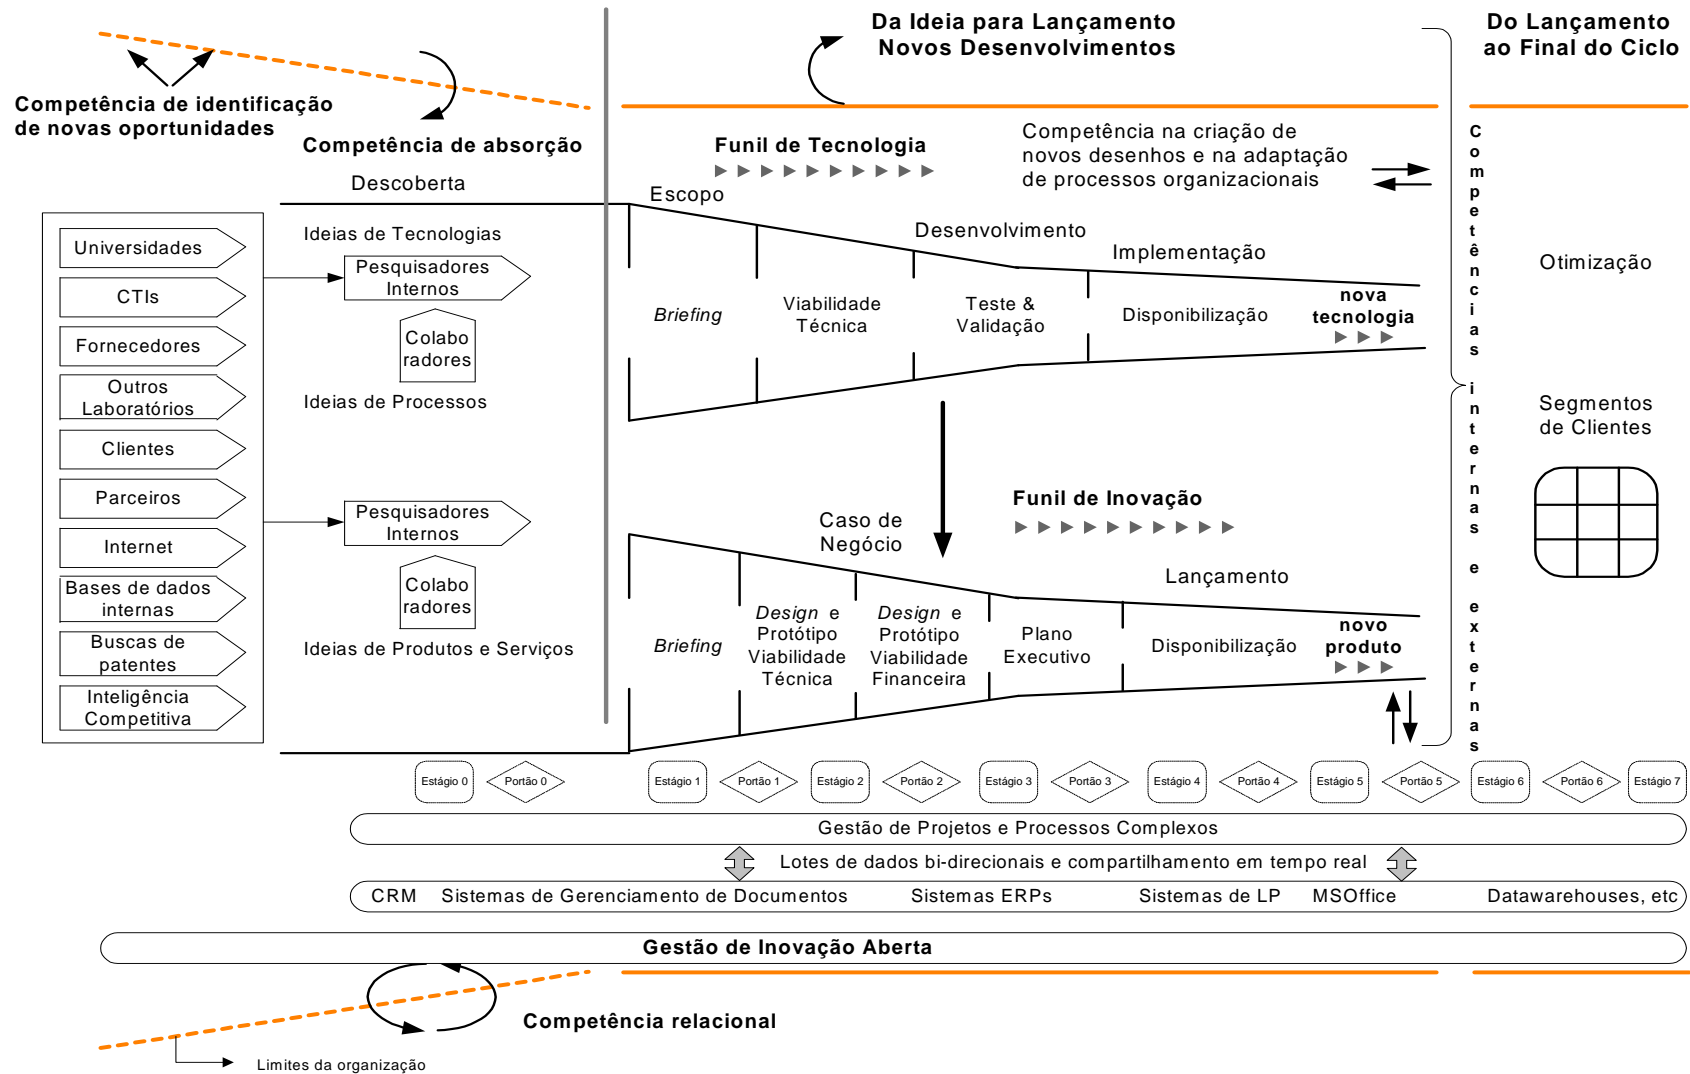 Da Ideia para Lançamento
Novos Desenvolvimentos
Do Lançamento
ao Final do Ciclo
Competência de identificação
de novas oportunidades
Competência de absorção
Descoberta
Funil de Tecnologia
Competência na criação de
novos desenhos e na adaptação
de processos organizacionais
Escopo
Desenvolvimento
Implementação
Universidades
CTIs
Fornecedores
Outros
Laboratórios
Clientes
Parceiros
Internet
Bases de dados
internas
Buscas de
patentes
Inteligência
Competitiva
Ideias de Tecnologias
Pesquisadores
Internos
Colabo
radores
Ideias de Processos
Pesquisadores
Internos
Colabo
radores
Ideias de Produtos e Serviços
Briefing
Viabilidade
Técnica
Teste &
Validação
Disponibilização
nova
tecnologia
Funil de Inovação
Caso de
Negócio
Lançamento
Briefing
Design e
Protótipo
Viabilidade
Técnica
Design e
Protótipo
Viabilidade
Financeira
Plano
Executivo
Disponibilização
novo
produto
Competências internas e externas
Otimização
Segmentos
de Clientes
Estágio 0
Portão 0
Estágio 1
Portão 1
Estágio 2
Portão 2
Estágio 3
Portão 3
Estágio 4
Portão 4
Estágio 5
Portão 5
Estágio 6
Portão 6
Estágio 7
Gestão de Projetos e Processos Complexos
Lotes de dados bi-direcionais e compartilhamento em tempo real
CRM Sistemas de Gerenciamento de Documentos Sistemas ERPs Sistemas de LP MSOffice Datawarehouses, etc
Gestão de Inovação Aberta
Competência relacional
Limites da organização